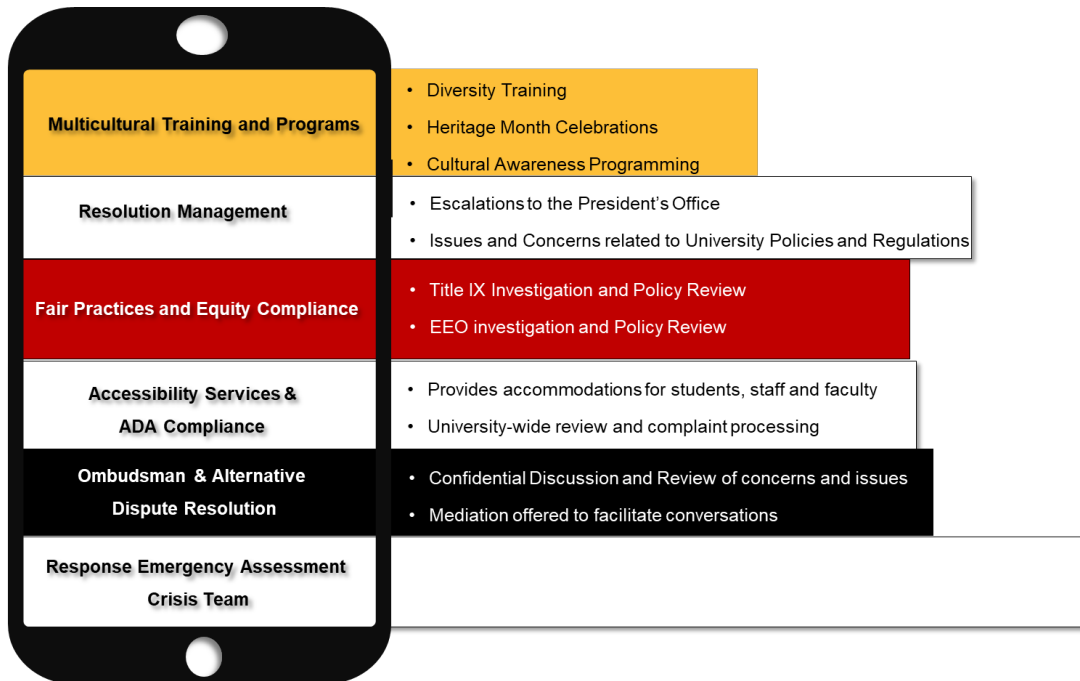 Multicultural Training and Programs
• Diversity Training
• Heritage Month Celebrations
• Cultural Awareness Programming
Resolution Management
• Escalations to the President's Office
• Issues and Concerns related to University Policies and Regulations
Fair Practices and Equity Compliance
• Title IX Investigation and Policy Review
• EEO investigation and Policy Review
Accessibility Services &
ADA Compliance
• Provides accommodations for students, staff and faculty
• University-wide review and complaint processing
Ombudsman & Alternative
Dispute Resolution
• Confidential Discussion and Review of concerns and issues
• Mediation offered to facilitate conversations
Response Emergency Assessment
Crisis Team